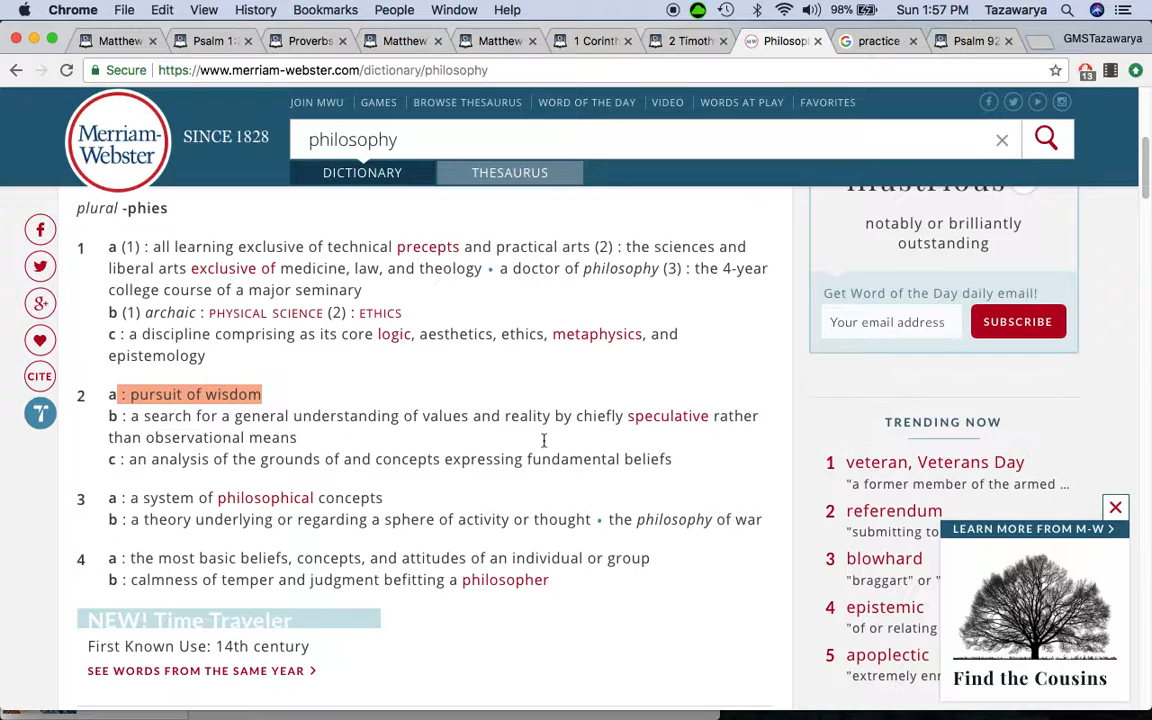 Chrome File Edit View History Bookmarks People Window Help 98% Sun 1:57 PM Tazawarya
Matthew Psalm 1: Proverbs Matthew Matthew 1 Corinth 2 Timoth Philosop practice Psalm 92 GMSTazawarya
Secure https://www.merriam-webster.com/dictionary/philosophy 13
JOIN MWU GAMES BROWSE THESAURUS WORD OF THE DAY VIDEO WORDS AT PLAY FAVORITES
Merriam-
Webster
SINCE 1828
philosophy
DICTIONARY THESAURUS
plural -phies
1 a (1) : all learning exclusive of technical precepts and practical arts (2) : the sciences and
liberal arts exclusive of medicine, law, and theology • a doctor of philosophy (3) : the 4-year
college course of a major seminary
b (1) archaic : PHYSICAL SCIENCE (2) : ETHICS
c : a discipline comprising as its core logic, aesthetics, ethics, metaphysics, and
epistemology
2 a : pursuit of wisdom
b : a search for a general understanding of values and reality by chiefly speculative rather
than observational means
c : an analysis of the grounds of and concepts expressing fundamental beliefs
3 a : a system of philosophical concepts
b : a theory underlying or regarding a sphere of activity or thought • the philosophy of war
4 a : the most basic beliefs, concepts, and attitudes of an individual or group
b : calmness of temper and judgment befitting a philosopher
NEW! Time Traveler
First Known Use: 14th century
SEE WORDS FROM THE SAME YEAR >
CITE
illustrious
notably or brilliantly
outstanding
Get Word of the Day daily email!
Your email address SUBSCRIBE
TRENDING NOW
1 veteran, Veterans Day
"a former member of the armed ...
2 referendum
"submitting to
3 blowhard
"braggart" or "
4 epistemic
"of or relating
5 apoplectic
"extremely en
LEARN MORE FROM M-W >
Find the Cousins